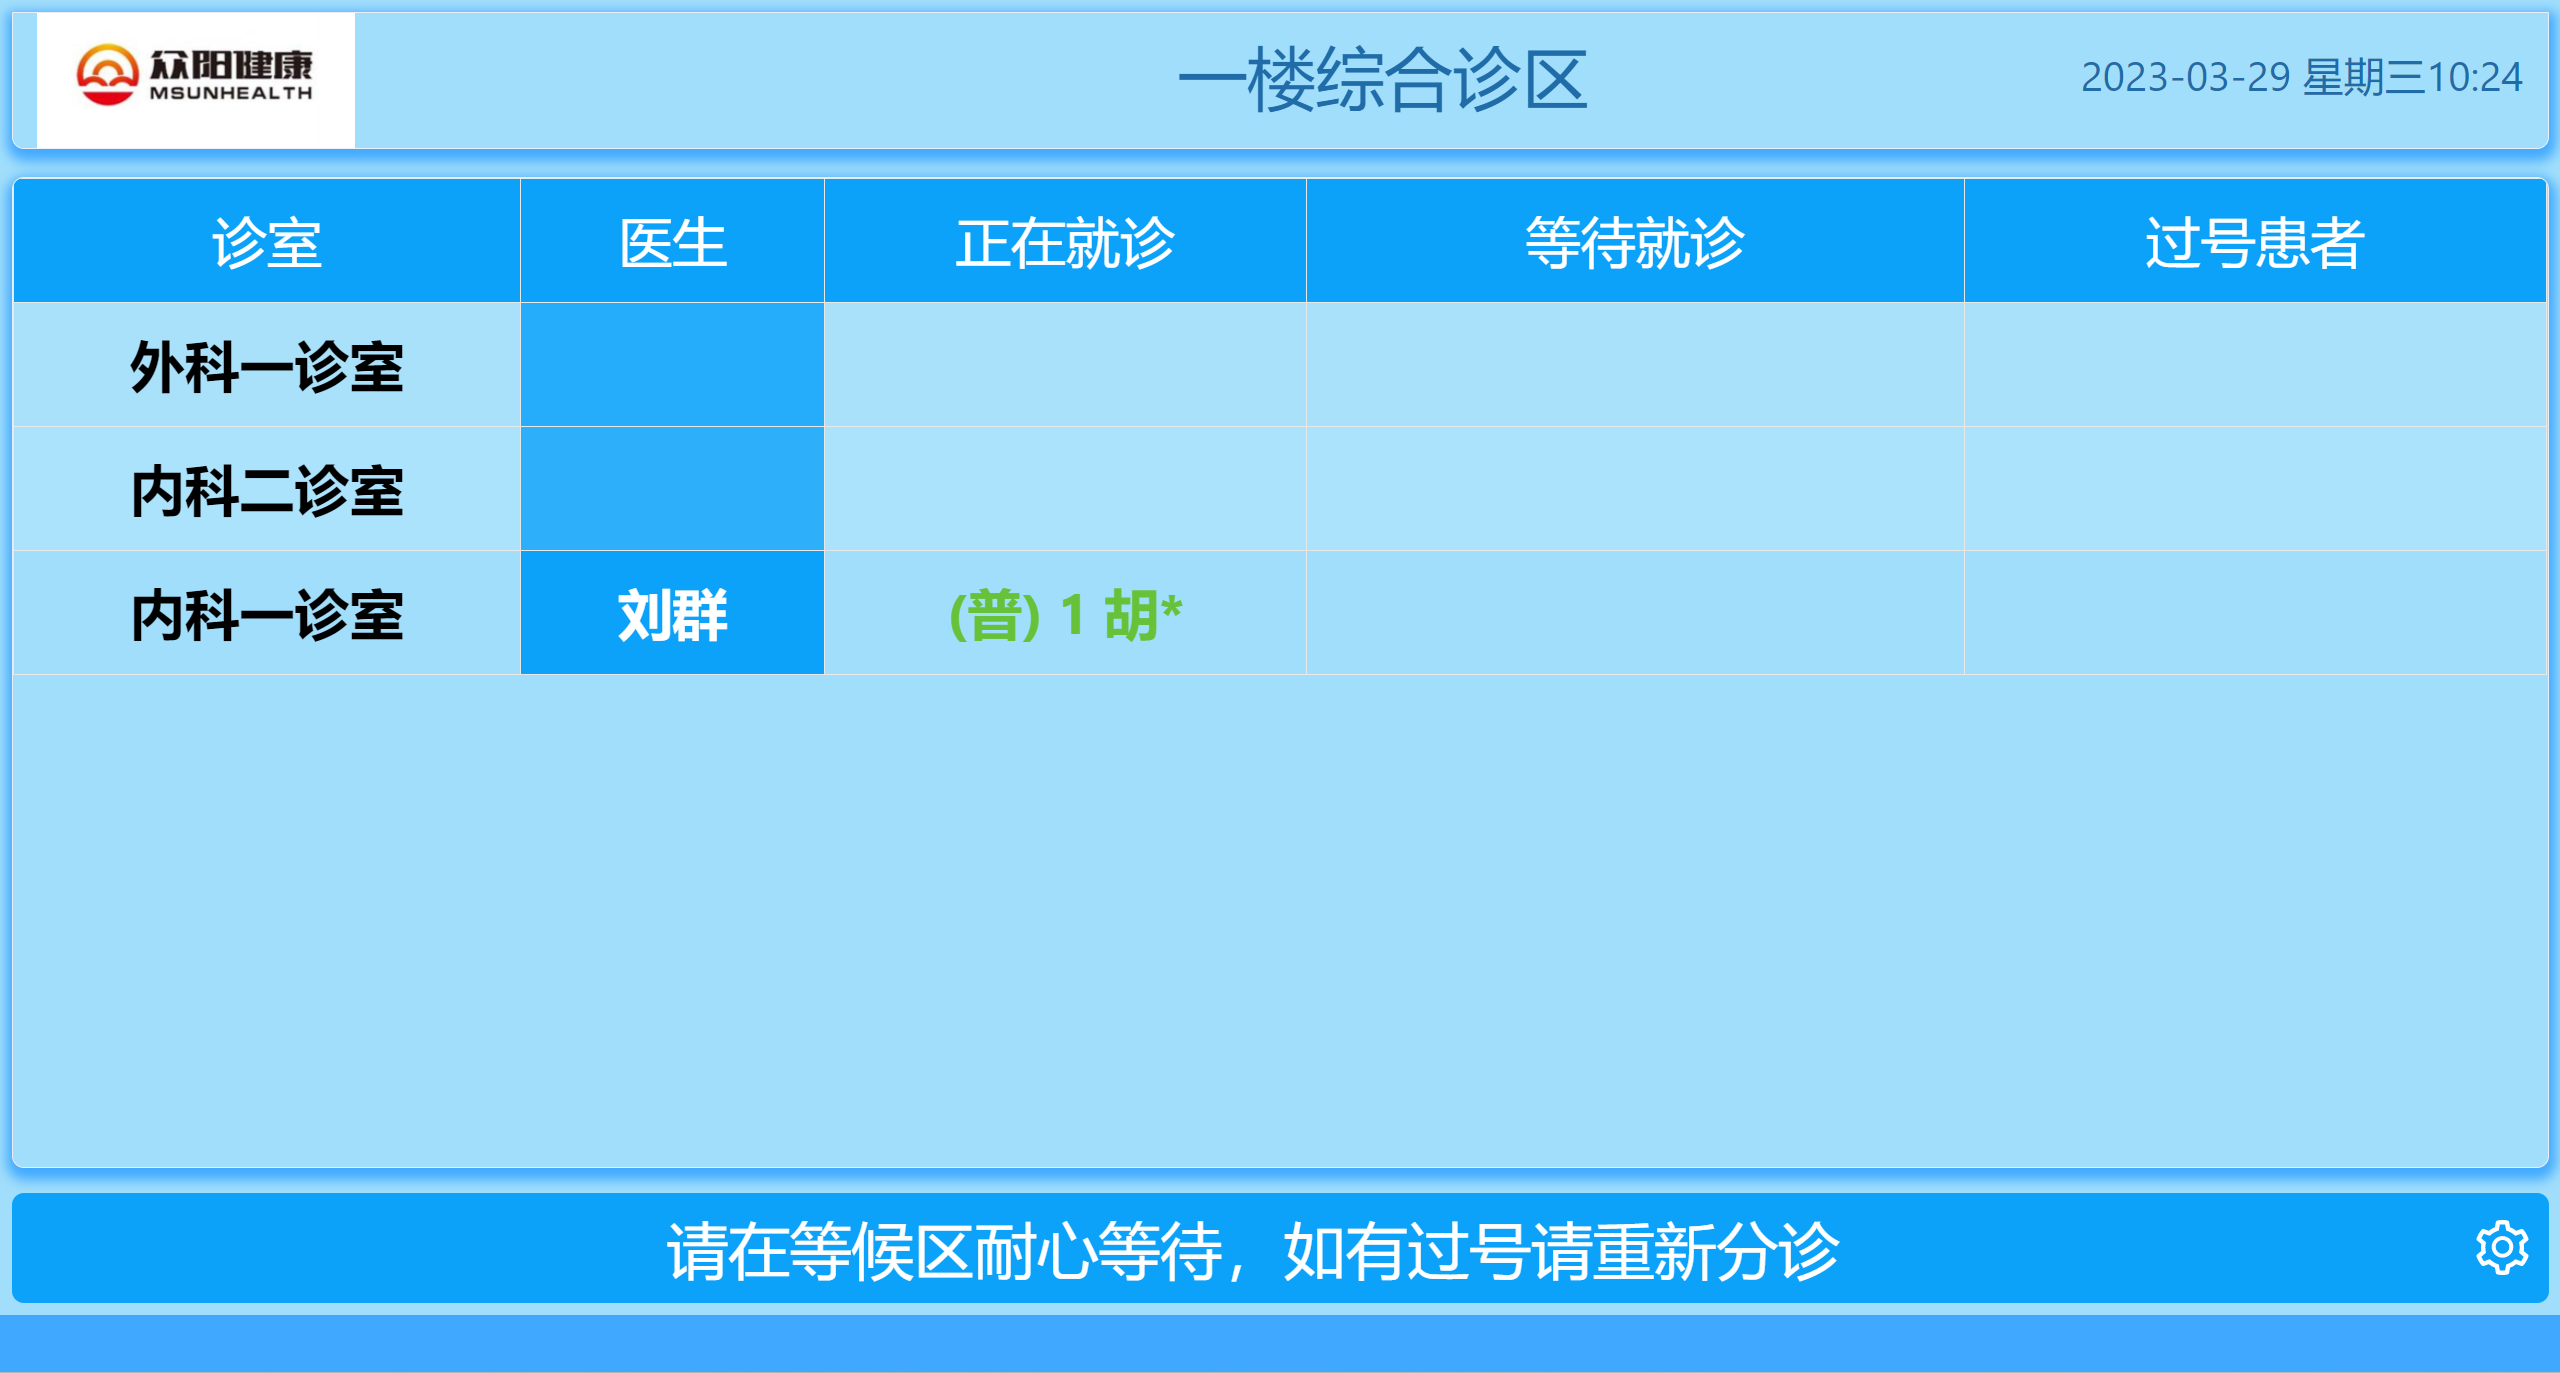 众阳健康
MSUNHEALTH
一楼综合诊区
2023-03-29 星期三10:24
诊室 医生 正在就诊 等待就诊 过号患者
外科一诊室
内科二诊室
内科一诊室 刘群 (普) 1 胡*
请在等候区耐心等待，如有过号请重新分诊